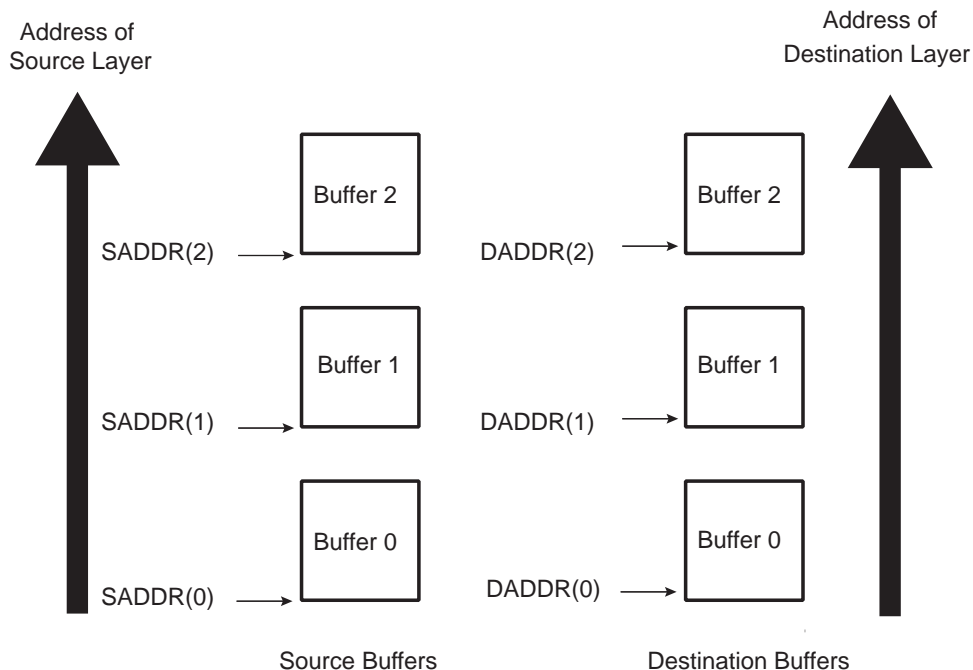 Address of
Source Layer
Address of
Destination Layer
Buffer 2
Buffer 2
SADDR(2)
DADDR(2)
Buffer 1
Buffer 1
SADDR(1)
DADDR(1)
Buffer 0
Buffer 0
SADDR(0)
DADDR(0)
Source Buffers
Destination Buffers